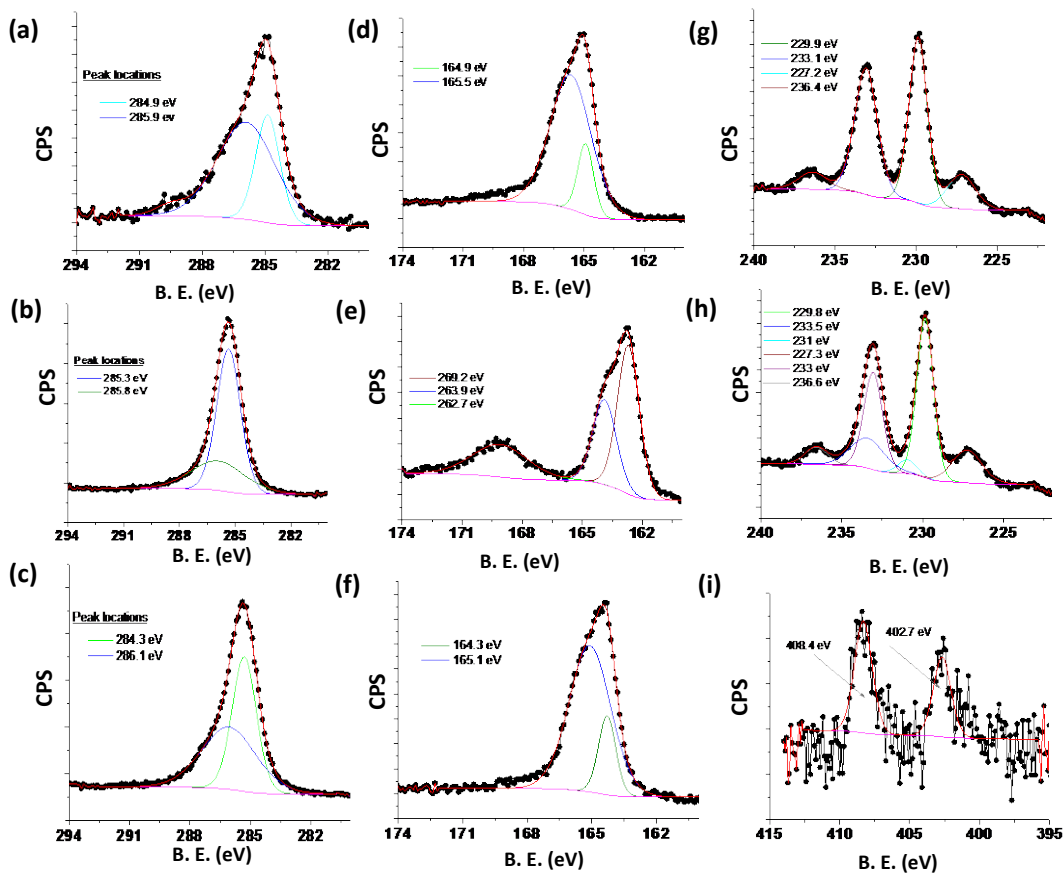 (a)
Peak locations
284.9 eV
285.9 ev
CPS
294 291 288 285 282
B. E. (eV)
(d)
164.9 eV
165.5 eV
CPS
174 171 168 165 162
B. E. (eV)
(g)
229.9 eV
233.1 eV
227.2 eV
236.4 eV
CPS
240 235 230 225
B. E. (eV)
(b)
Peak locations
285.3 eV
285.8 eV
CPS
294 291 288 285 282
B. E. (eV)
(e)
269.2 eV
263.9 eV
262.7 eV
CPS
174 171 168 165 162
B. E. (eV)
(h)
229.8 eV
233.5 eV
231 eV
227.3 eV
233 eV
236.6 eV
CPS
240 235 230 225
B. E. (eV)
(c)
Peak locations
284.3 eV
286.1 eV
CPS
294 291 288 285 282
B. E. (eV)
(f)
164.3 eV
165.1 eV
CPS
174 171 168 165 162
B. E. (eV)
(i)
408.4 eV
402.7 eV
CPS
415 410 405 400 395
B. E. (eV)